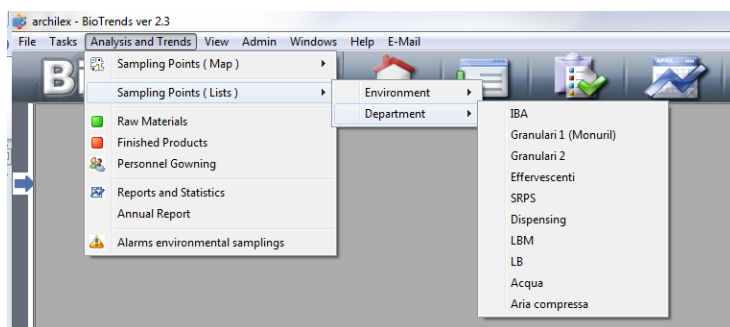 archilex - BioTrends ver 2.3
File Tasks Analysis and Trends View Admin Windows Help E-Mail
Bi
APRIL
Sampling Points ( Map )
Sampling Points ( Lists )
Raw Materials
Finished Products
Personnel Gowning
Reports and Statistics
Annual Report
Alarms environmental samplings
Environment
Department
IBA
Granulari 1 (Monuril)
Granulari 2
Effervescenti
SRPS
Dispensing
LBM
LB
Acqua
Aria compressa